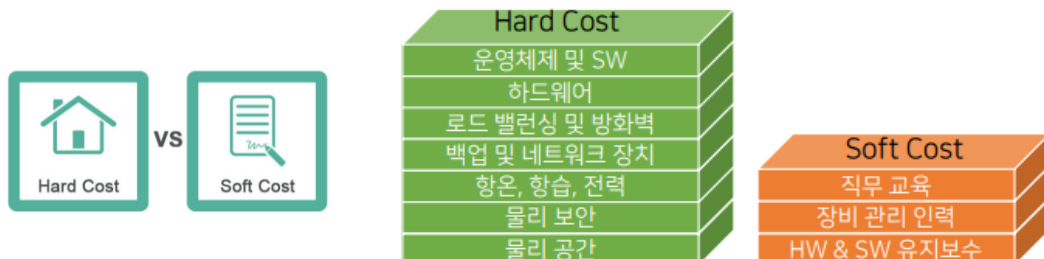 Hard Cost
vs
Soft Cost
Hard Cost
운영체제 및 SW
하드웨어
로드 밸런싱 및 방화벽
백업 및 네트워크 장치
항온, 항습, 전력
물리 보안
물리 공간
Soft Cost
직무 교육
장비 관리 인력
HW & SW 유지보수